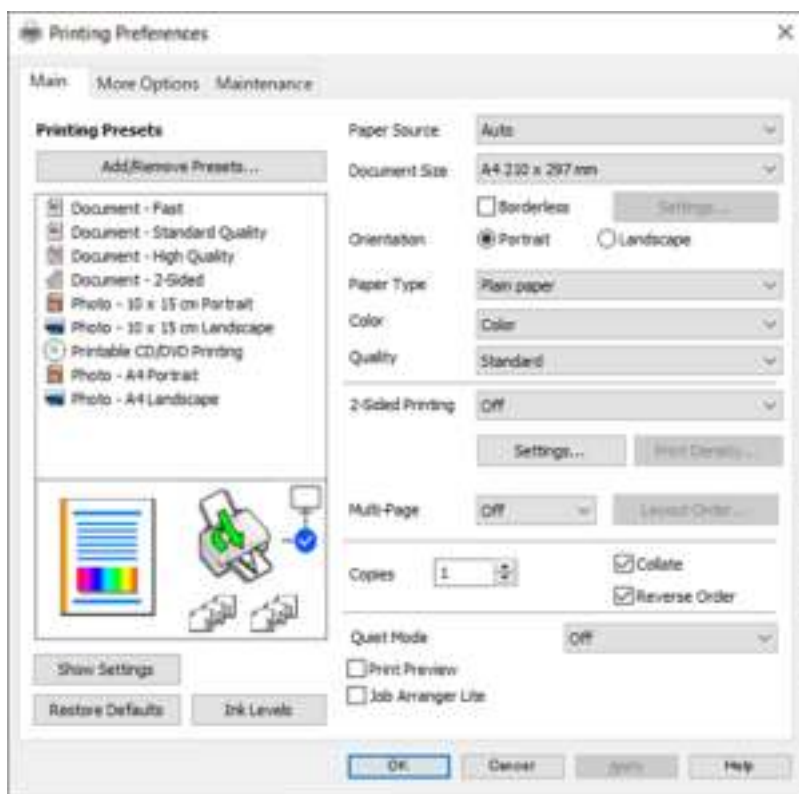 Printing Preferences
Main
More Options
Maintenance
Printing Presets
Add/Remove Presets...
Document - Fast
Document - Standard Quality
Document - High Quality
Document - 2-Sided
Photo - 10 x 15 cm Portrait
Photo - 10 x 15 cm Landscape
Printable CD/DVD Printing
Photo - A4 Portrait
Photo - A4 Landscape
Show Settings
Restore Defaults
Ink Levels
Paper Source
Auto
Document Size
A4 210 x 297 mm
Borderless
Settings...
Orientation
Portrait
Landscape
Paper Type
Plain paper
Color
Color
Quality
Standard
2-Sided Printing
Off
Settings...
Print Density...
Multi-Page
Off
Layout Order...
Copies
1
Collate
Reverse Order
Quiet Mode
Off
Print Preview
Job Arranger Lite
OK
Cancel
Apply
Help